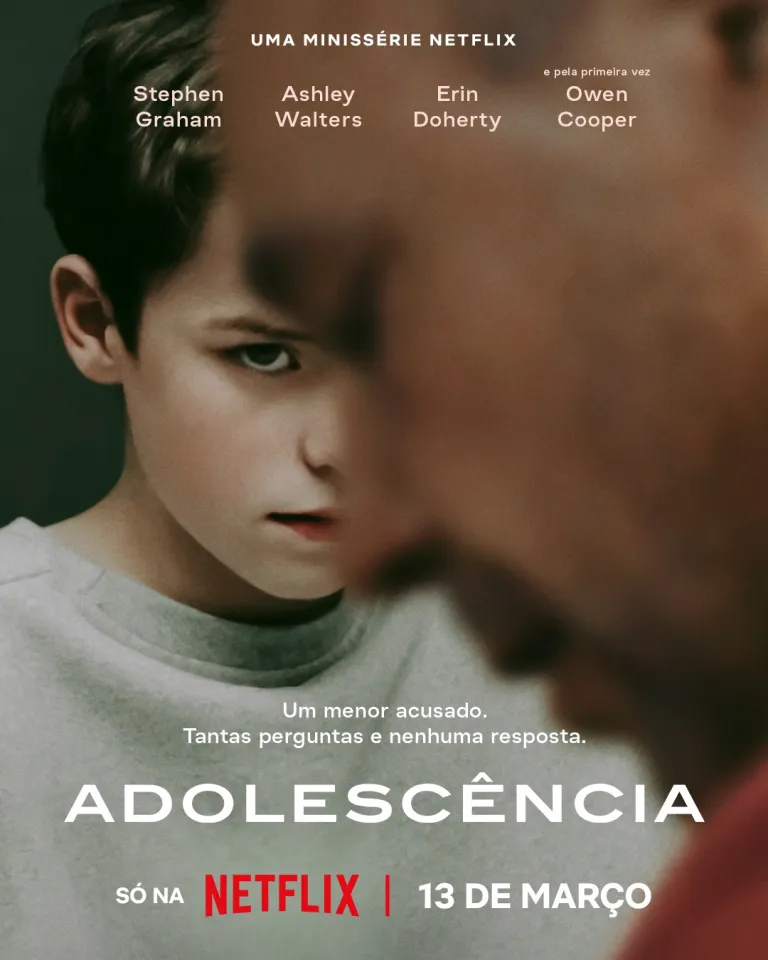 UMA MINISSÉRIE NETFLIX
Stephen Graham
Ashley Walters
Erin Doherty
e pela primeira vez
Owen Cooper
Um menor acusado.
Tantas perguntas e nenhuma resposta.
ADOLESCÊNCIA
SÓ NA NETFLIX | 13 DE MARÇO